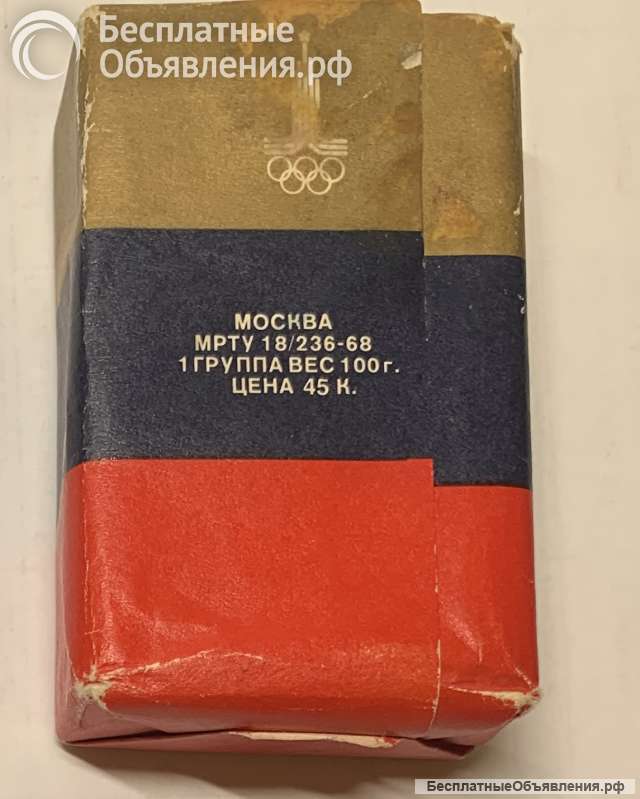 Бесплатные
Объявления.рф
МОСКВА
МРТУ 18/236-68
1 ГРУППА ВЕС 100 г.
ЦЕНА 45 К.
БесплатныеОбъявления.рф